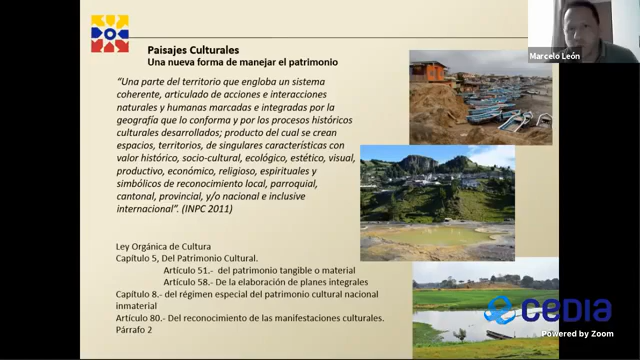 Marcelo León
Paisajes Culturales
Una nueva forma de manejar el patrimonio
“Una parte del territorio que engloba un sistema
coherente, articulado de acciones e interacciones
naturales y humanas marcadas e integradas por la
geografía que lo conforma y por los procesos históricos
culturales desarrollados; producto del cual se crean
espacios, territorios, de singulares características con
valor histórico, socio-cultural, ecológico, estético, visual,
productivo, económico, religioso, espirituales y
simbólicos de reconocimiento local, parroquial,
cantonal, provincial, y/o nacional e inclusive
internacional”. (INPC 2011)
Ley Orgánica de Cultura
Capítulo 5, Del Patrimonio Cultural.
Artículo 51.- del patrimonio tangible o material
Artículo 58.- De la elaboración de planes integrales
Capítulo 8.- del régimen especial del patrimonio cultural nacional
inmaterial
Artículo 80.- Del reconocimiento de las manifestaciones culturales.
Párrafo 2
cedia
Powered by Zoom